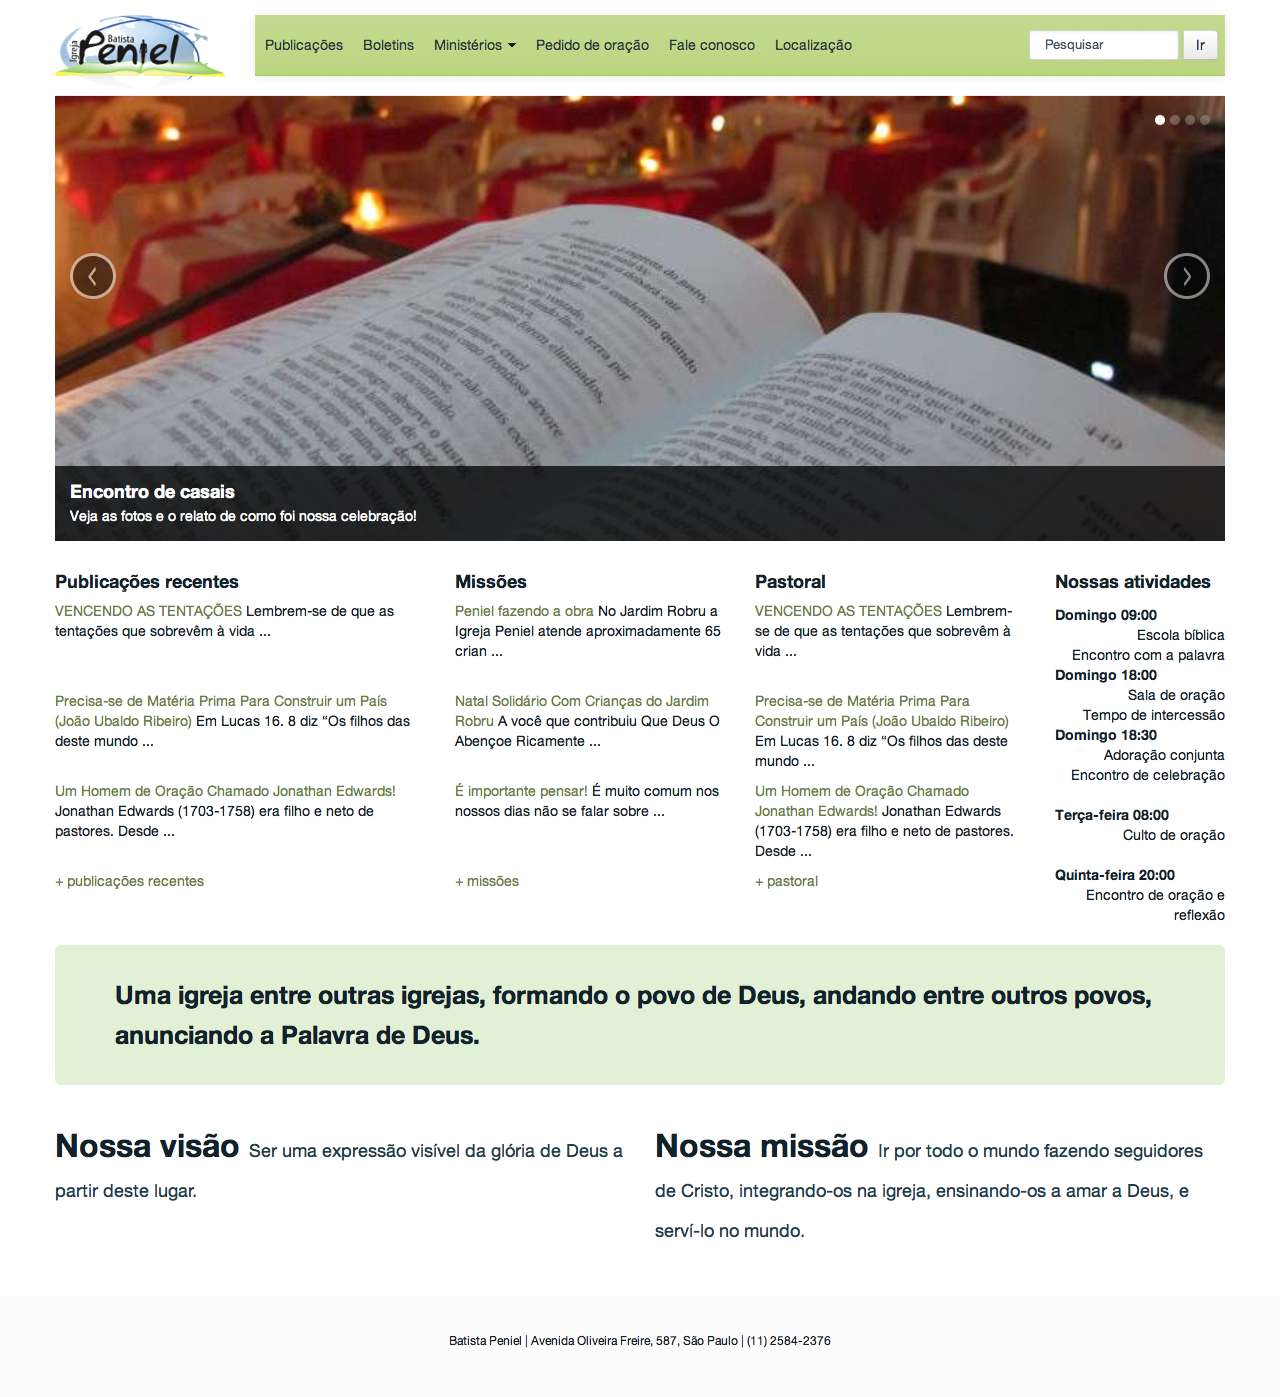 Igreja Batista Peniel
Publicações Boletins Ministérios Pedido de oração Fale conosco Localização Pesquisar Ir
Encontro de casais
Veja as fotos e o relato de como foi nossa celebração!
Publicações recentes
VENCENDO AS TENTAÇÕES Lembrem-se de que as
tentações que sobrevêm à vida ...
Precisa-se de Matéria Prima Para Construir um País
(João Ubaldo Ribeiro) Em Lucas 16. 8 diz “Os filhos das
deste mundo ...
Um Homem de Oração Chamado Jonathan Edwards!
Jonathan Edwards (1703-1758) era filho e neto de
pastores. Desde ...
+ publicações recentes
Missões
Peniel fazendo a obra No Jardim Robru a
Igreja Peniel atende aproximadamente 65
crian ...
Natal Solidário Com Crianças do Jardim
Robru A você que contribuiu Que Deus O
Abençoe Ricamente ...
É importante pensar! É muito comum nos
nossos dias não se falar sobre ...
+ missões
Pastoral
VENCENDO AS TENTAÇÕES Lembrem-
se de que as tentações que sobrevêm à
vida ...
Precisa-se de Matéria Prima Para
Construir um País (João Ubaldo Ribeiro)
Em Lucas 16. 8 diz “Os filhos das deste
mundo ...
Um Homem de Oração Chamado
Jonathan Edwards! Jonathan Edwards
(1703-1758) era filho e neto de pastores.
Desde ...
+ pastoral
Nossas atividades
Domingo 09:00
Escola bíblica
Encontro com a palavra
Domingo 18:00
Sala de oração
Tempo de intercessão
Domingo 18:30
Adoração conjunta
Encontro de celebração
Terça-feira 08:00
Culto de oração
Quinta-feira 20:00
Encontro de oração e
reflexão
Uma igreja entre outras igrejas, formando o povo de Deus, andando entre outros povos,
anunciando a Palavra de Deus.
Nossa visão Ser uma expressão visível da glória de Deus a
partir deste lugar.
Nossa missão Ir por todo o mundo fazendo seguidores
de Cristo, integrando-os na igreja, ensinando-os a amar a Deus, e
serví-lo no mundo.
Batista Peniel | Avenida Oliveira Freire, 587, São Paulo | (11) 2584-2376